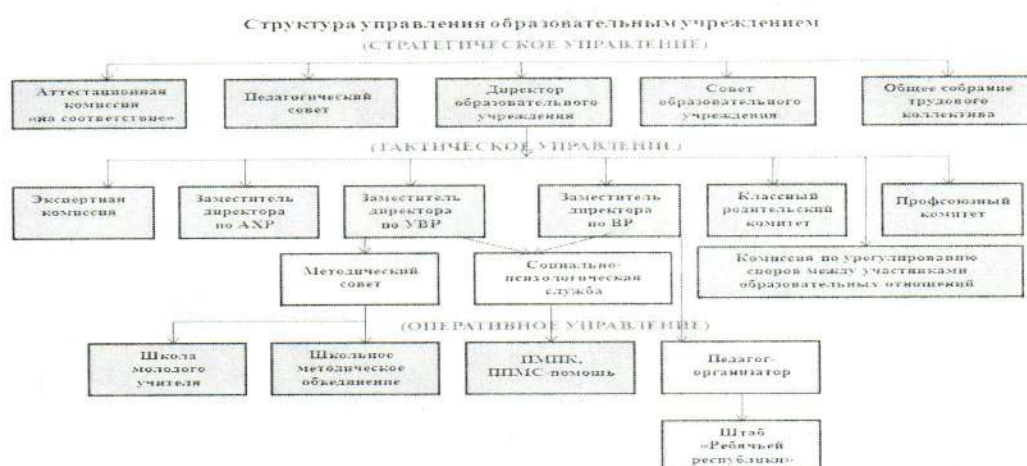 Структура управления образовательным учреждением
(СТРАТЕГИЧЕСКОЕ УПРАВЛЕНИЕ)
Аттестационная
комиссия
«на соответствие»
Педагогический
совет
Директор
образовательного
учреждения
Совет
образовательного
учреждения
Общее собрание
трудового
коллектива
(ТАКТИЧЕСКОЕ УПРАВЛЕНИЕ)
Экспертная
комиссия
Заместитель
директора
по АХР
Заместитель
директора
по УВР
Заместитель
директора
по ВР
Классный
родительский
комитет
Профсоюзный
комитет
Методический
совет
Социально-
психологическая
служба
Комиссия по урегулированию
споров между участниками
образовательных отношений
(ОПЕРАТИВНОЕ УПРАВЛЕНИЕ)
Школа
молодого
учителя
Школьное
методическое
объединение
ПМПК,
ППМС-помощь
Педагог-
организатор
Штаб
«Ребячьей
республики»